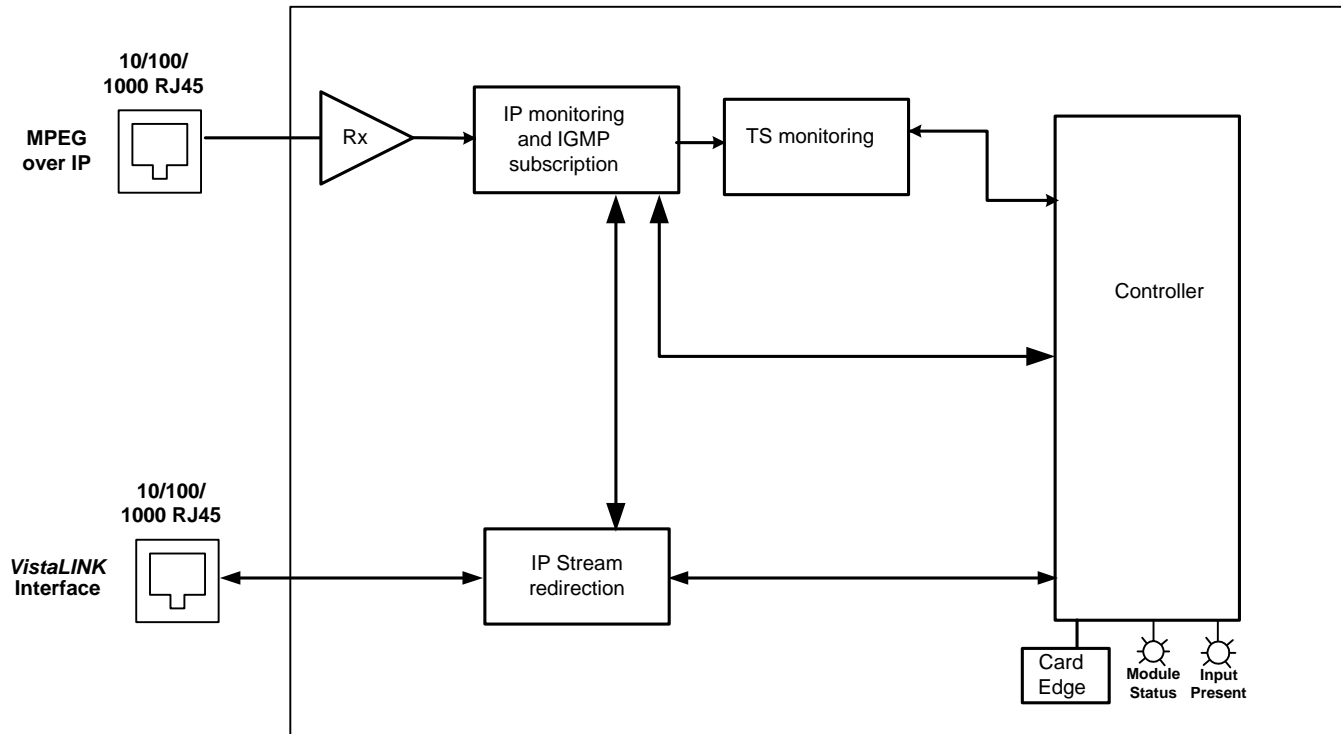 10/100/
1000 RJ45
MPEG
over IP
Rx
IP monitoring
and IGMP
subscription
TS monitoring
Controller
10/100/
1000 RJ45
VistaLINK
Interface
IP Stream
redirection
Card
Edge
Module
Status
Input
Present